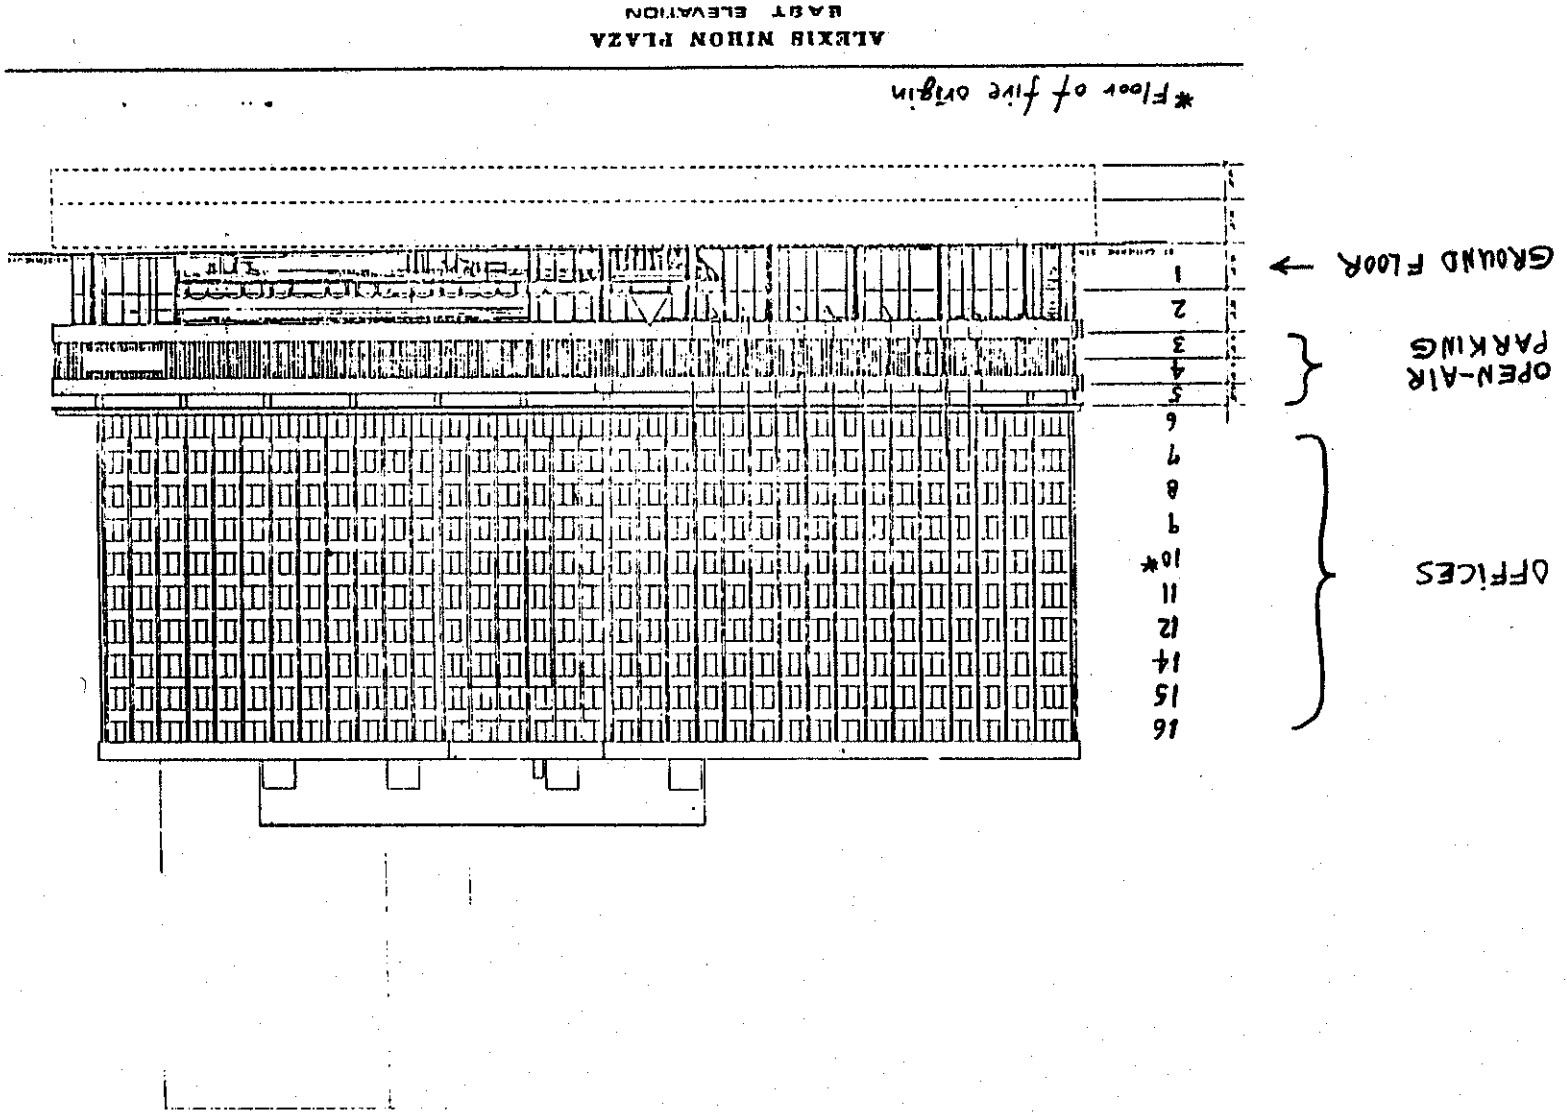 16
15
14
12
11
OFFICES
10*
9
8
7
6
5
OPEN-AIR
PARKING
4
3
2
GROUND FLOOR →
1
*Floor of fire origin
ALEXIS NIHON PLAZA
EAST ELEVATION